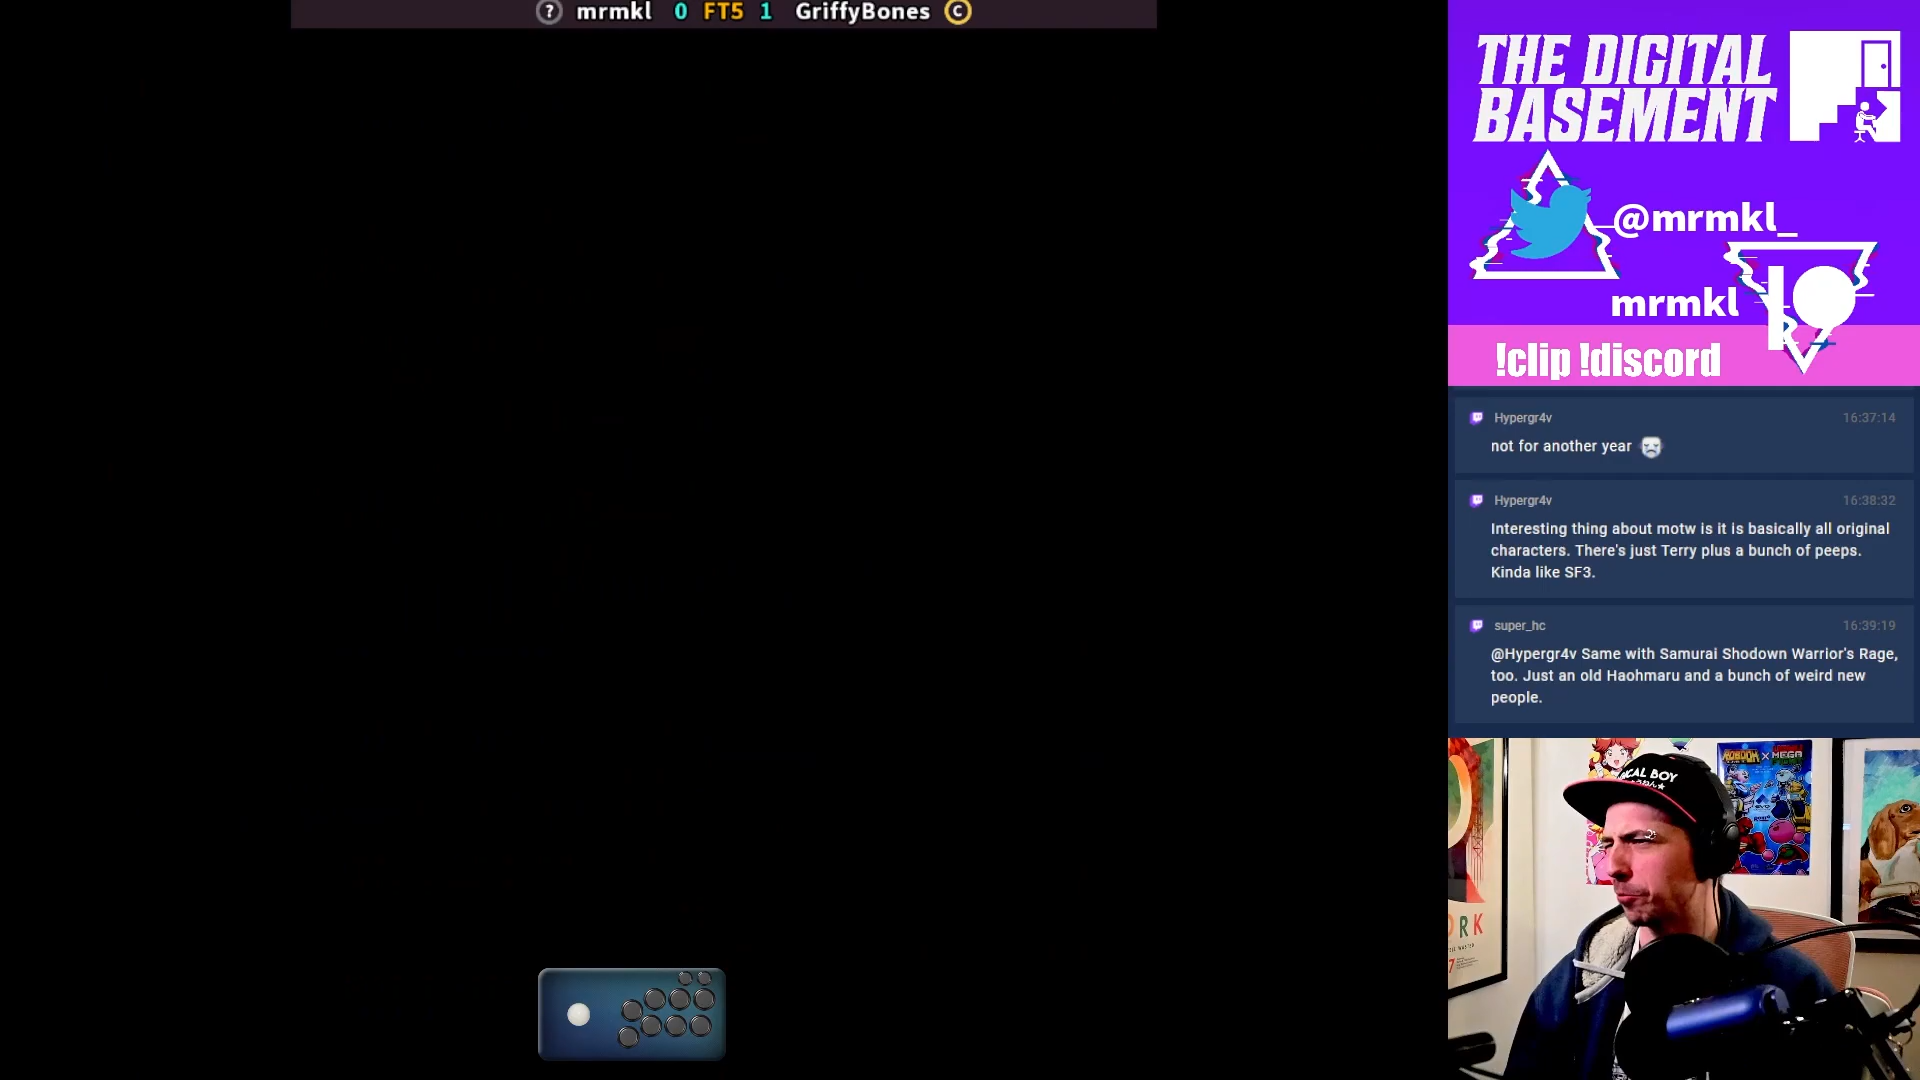 ? mrmkl 0 FT5 1 GriffyBones C
THE DIGITAL
BASEMENT
@mrmkl_
mrmkl
!clip !discord
Hypergr4v 16:37:14
not for another year
Hypergr4v 16:38:32
Interesting thing about motw is it is basically all original
characters. There's just Terry plus a bunch of peeps.
Kinda like SF3.
super_hc 16:39:19
@Hypergr4v Same with Samurai Shodown Warrior's Rage,
too. Just an old Haohmaru and a bunch of weird new
people.
ICAL BOY
ORK